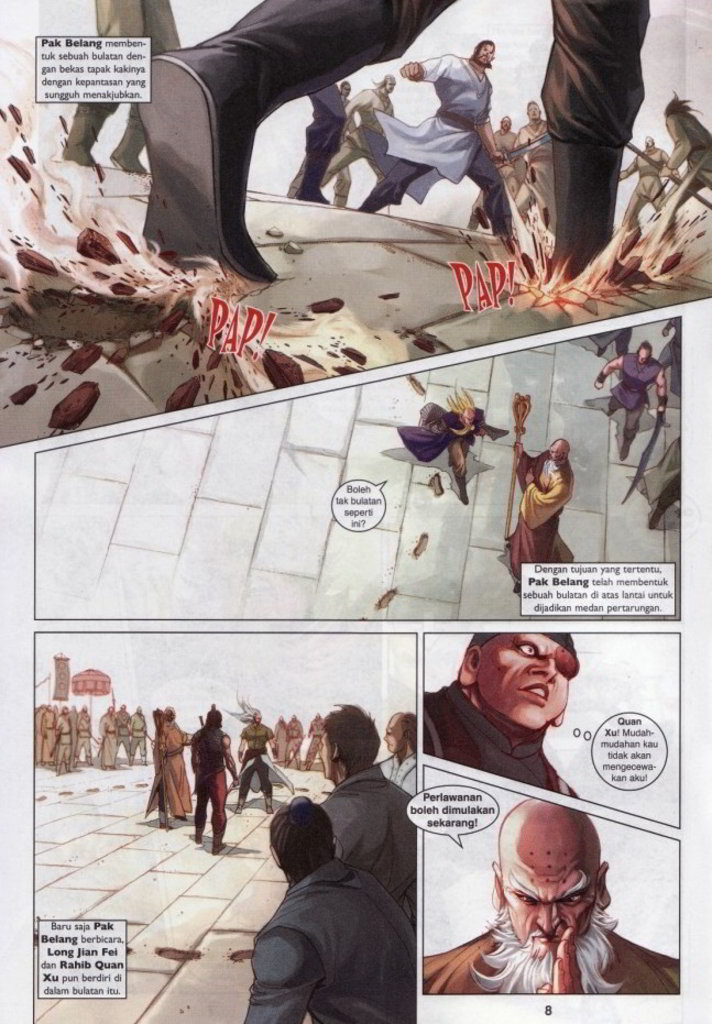 Pak Belang memben-
tuk sebuah bulatan den-
gan bekas tapak kakinya
dengan kepantasan yang
sungguh menakjubkan.
PAP!
PAP!
Boleh
tak bulatan
seperti
ini?
Dengan tujuan yang tertentu,
Pak Belang telah membentuk
sebuah bulatan di atas lantai untuk
dijadikan medan pertarungan.
Quan
Xu! Mudah-
mudahan kau
tidak akan
mengecewa-
kan aku!
Perlawanan
boleh dimulakan
sekarang!
Baru saja Pak
Belang berbicara,
Long Jian Fei
dan Rahib Quan
Xu pun berdiri di
dalam bulatan itu.
8